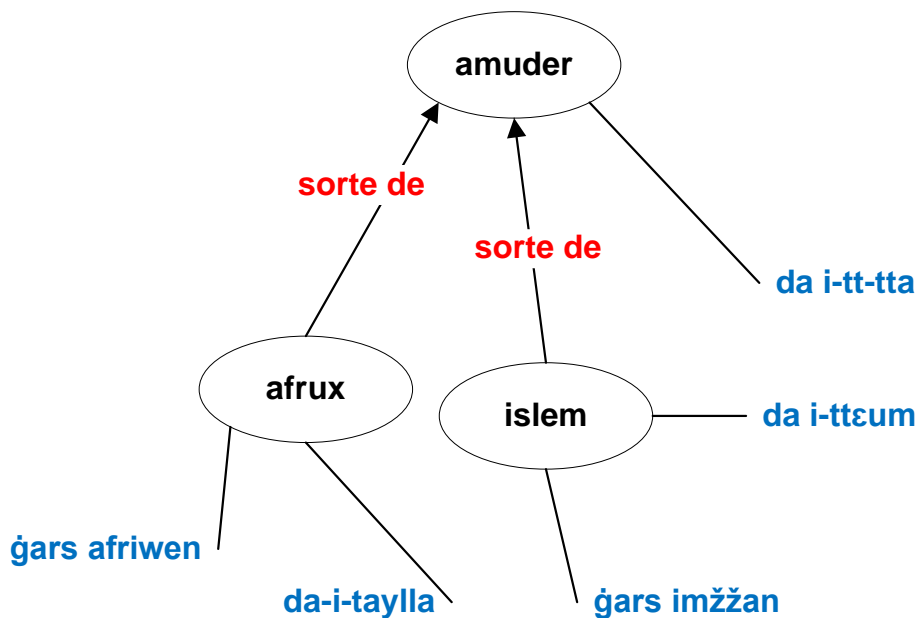 amuder
sorte de
sorte de
da i-tt-tta
afrux
islem
da i-ttɛum
ġars afriwen
da-i-taylla
ġars imžžan